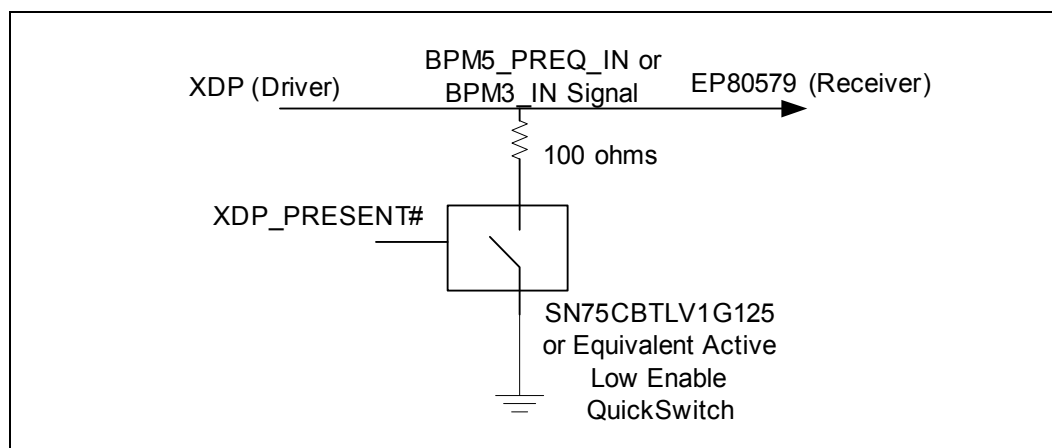 BPM5_PREQ_IN or
XDP (Driver)
BPM3_IN Signal
EP80579 (Receiver)
100 ohms
XDP_PRESENT#
SN75CBTLV1G125
or Equivalent Active
Low Enable
QuickSwitch